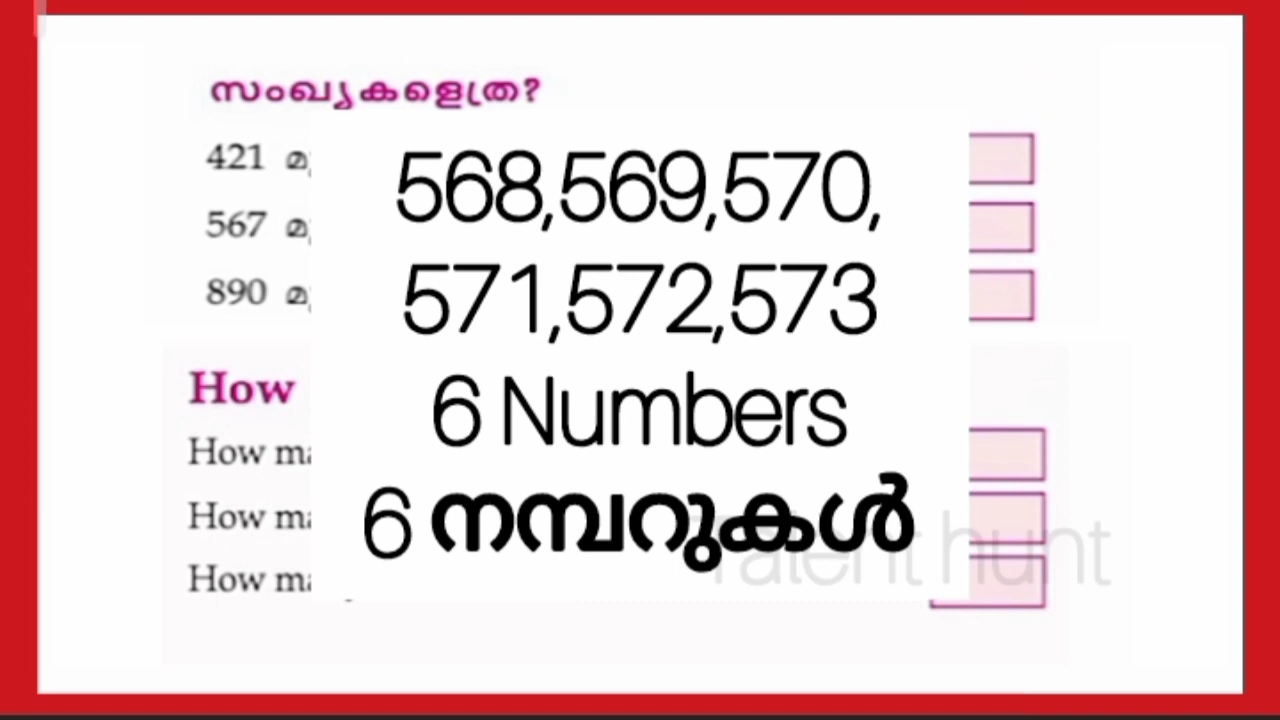 സംഖ്യകളെത്ര?
421
567
890
568,569,570,
571,572,573
6 Numbers
6 നമ്പറുകൾ
How
How
How
How
Talent hunt